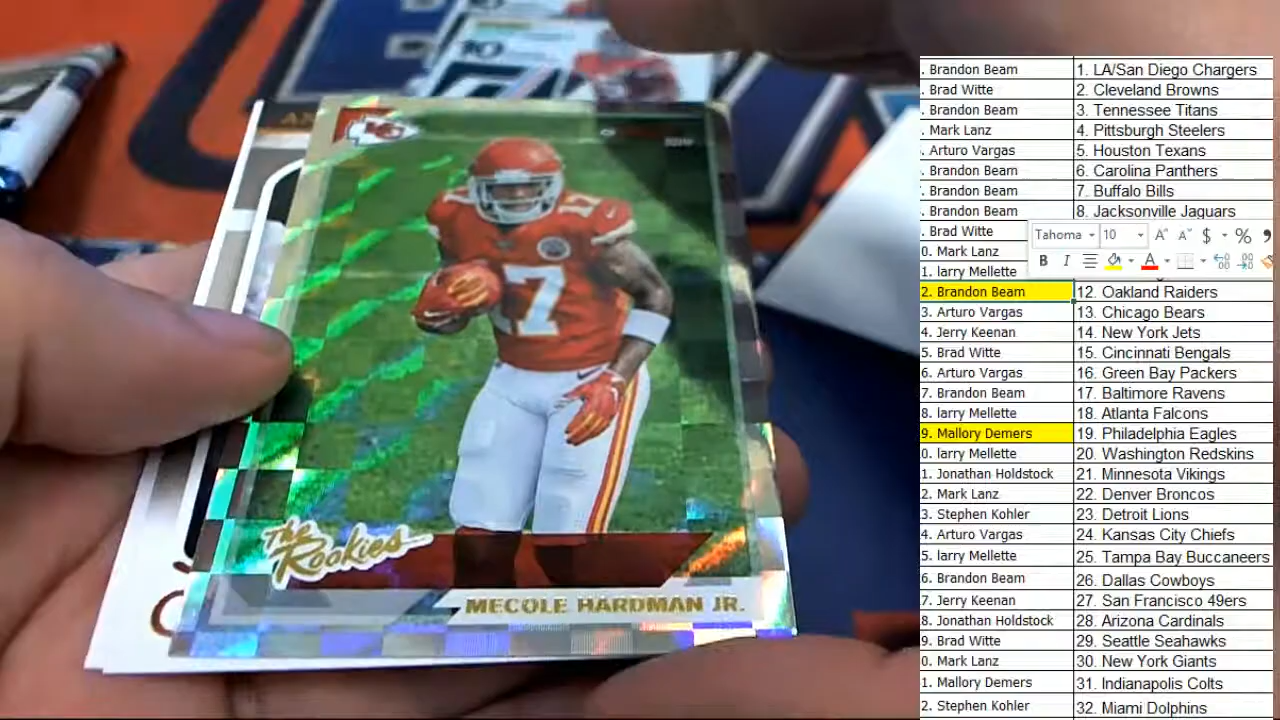 10
10
KC
17
17
The Rookies
MECOLE HARDMAN JR.
. Brandon Beam 1. LA/San Diego Chargers
. Brad Witte 2. Cleveland Browns
. Brandon Beam 3. Tennessee Titans
. Mark Lanz 4. Pittsburgh Steelers
. Arturo Vargas 5. Houston Texans
. Brandon Beam 6. Carolina Panthers
. Brandon Beam 7. Buffalo Bills
. Brandon Beam 8. Jacksonville Jaguars
. Brad Witte
Tahoma 10 A A $ % ,
0. Mark Lanz
B I A
1. larry Mellette
2. Brandon Beam 12. Oakland Raiders
3. Arturo Vargas 13. Chicago Bears
4. Jerry Keenan 14. New York Jets
5. Brad Witte 15. Cincinnati Bengals
6. Arturo Vargas 16. Green Bay Packers
7. Brandon Beam 17. Baltimore Ravens
8. larry Mellette 18. Atlanta Falcons
9. Mallory Demers 19. Philadelphia Eagles
0. larry Mellette 20. Washington Redskins
1. Jonathan Holdstock 21. Minnesota Vikings
2. Mark Lanz 22. Denver Broncos
3. Stephen Kohler 23. Detroit Lions
4. Arturo Vargas 24. Kansas City Chiefs
5. larry Mellette 25. Tampa Bay Buccaneers
6. Brandon Beam 26. Dallas Cowboys
7. Jerry Keenan 27. San Francisco 49ers
8. Jonathan Holdstock 28. Arizona Cardinals
9. Brad Witte 29. Seattle Seahawks
0. Mark Lanz 30. New York Giants
1. Mallory Demers 31. Indianapolis Colts
2. Stephen Kohler 32. Miami Dolphins